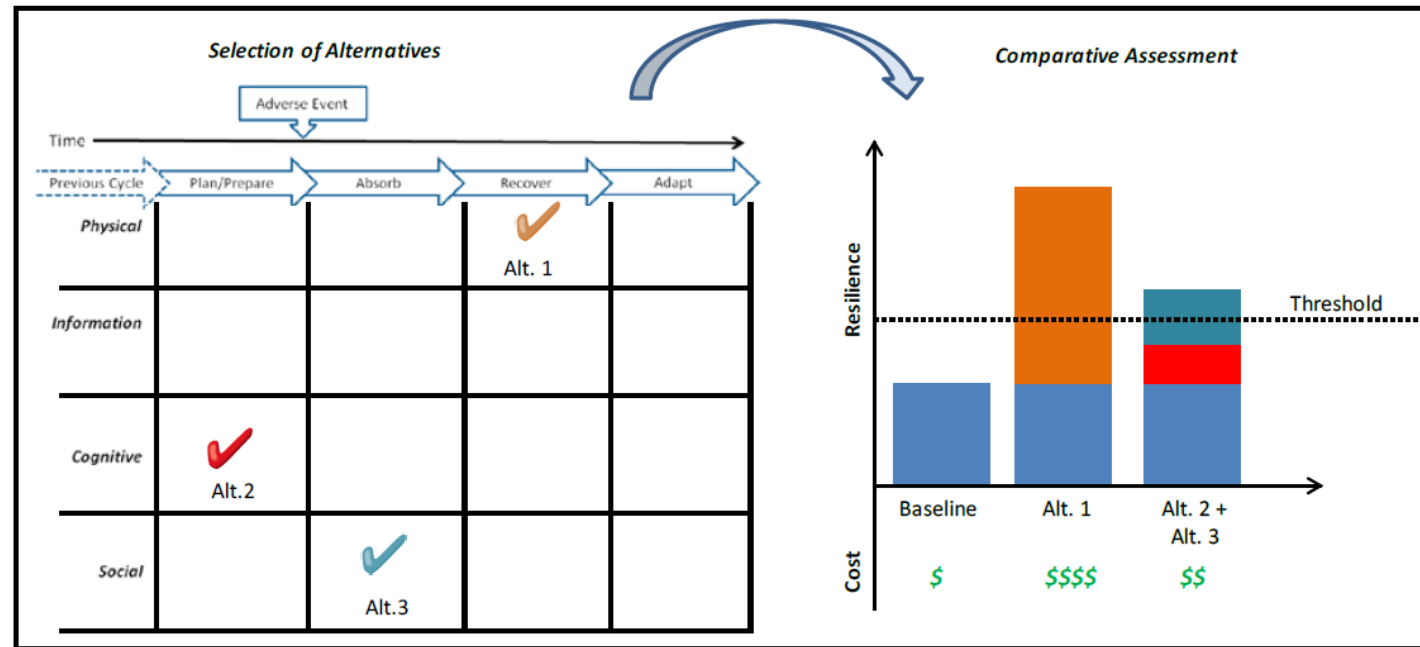 Selection of Alternatives
Adverse Event
Time
Previous Cycle
Plan/Prepare
Absorb
Recover
Adapt
Physical
Alt. 1
Information
Cognitive
Alt.2
Social
Alt.3
Comparative Assessment
Resilience
Threshold
Baseline
Alt. 1
Alt. 2 +
Alt. 3
Cost
$
$$$$
$$